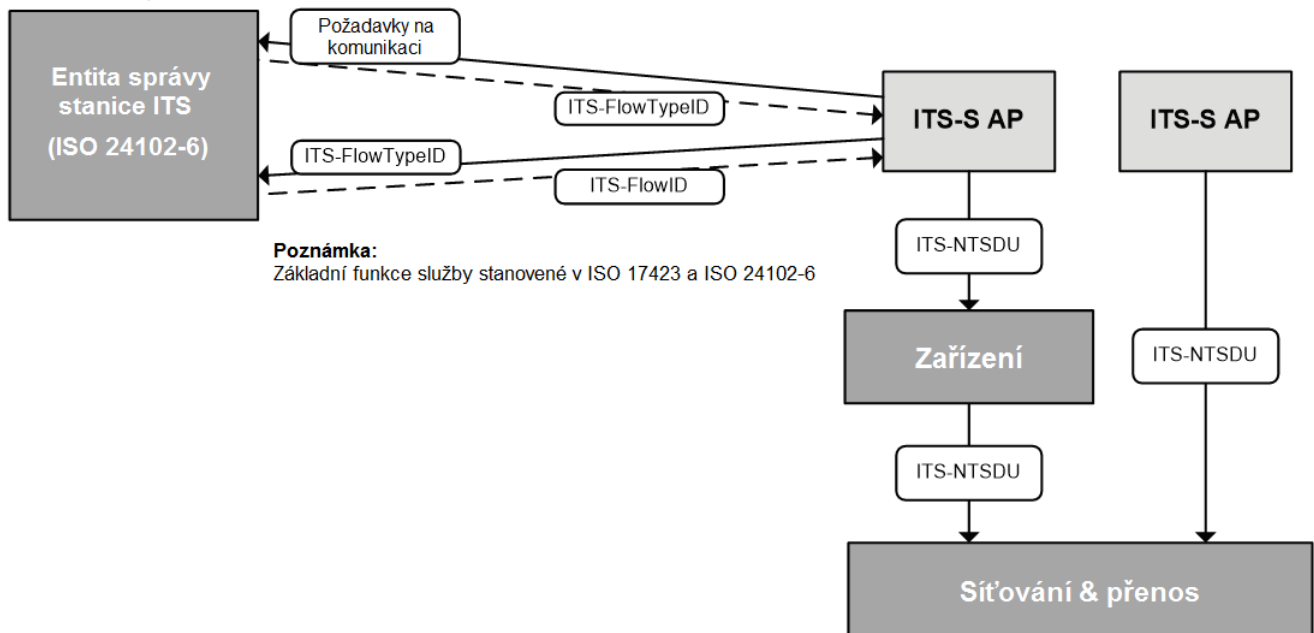 Požadavky na
komunikaci
Entita správy
stanice ITS
(ISO 24102-6)
ITS-FlowTypeID
ITS-S AP
ITS-S AP
ITS-FlowTypeID
ITS-FlowID
ITS-NTSDU
Poznámka:
Základní funkce služby stanovené v ISO 17423 a ISO 24102-6
Zařízení
ITS-NTSDU
ITS-NTSDU
Síťování & přenos